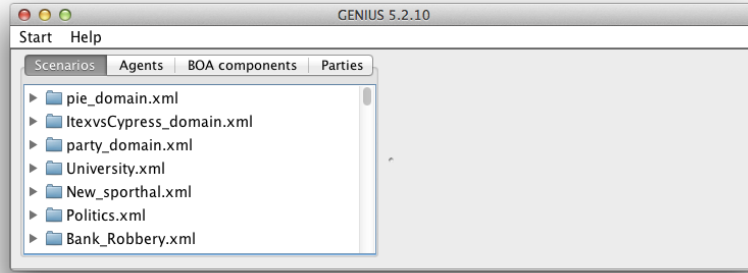 GENIUS 5.2.10
Start Help
Scenarios Agents BOA components Parties
pie_domain.xml
ItexvsCypress_domain.xml
party_domain.xml
University.xml
New_sporthal.xml
Politics.xml
Bank_Robbery.xml